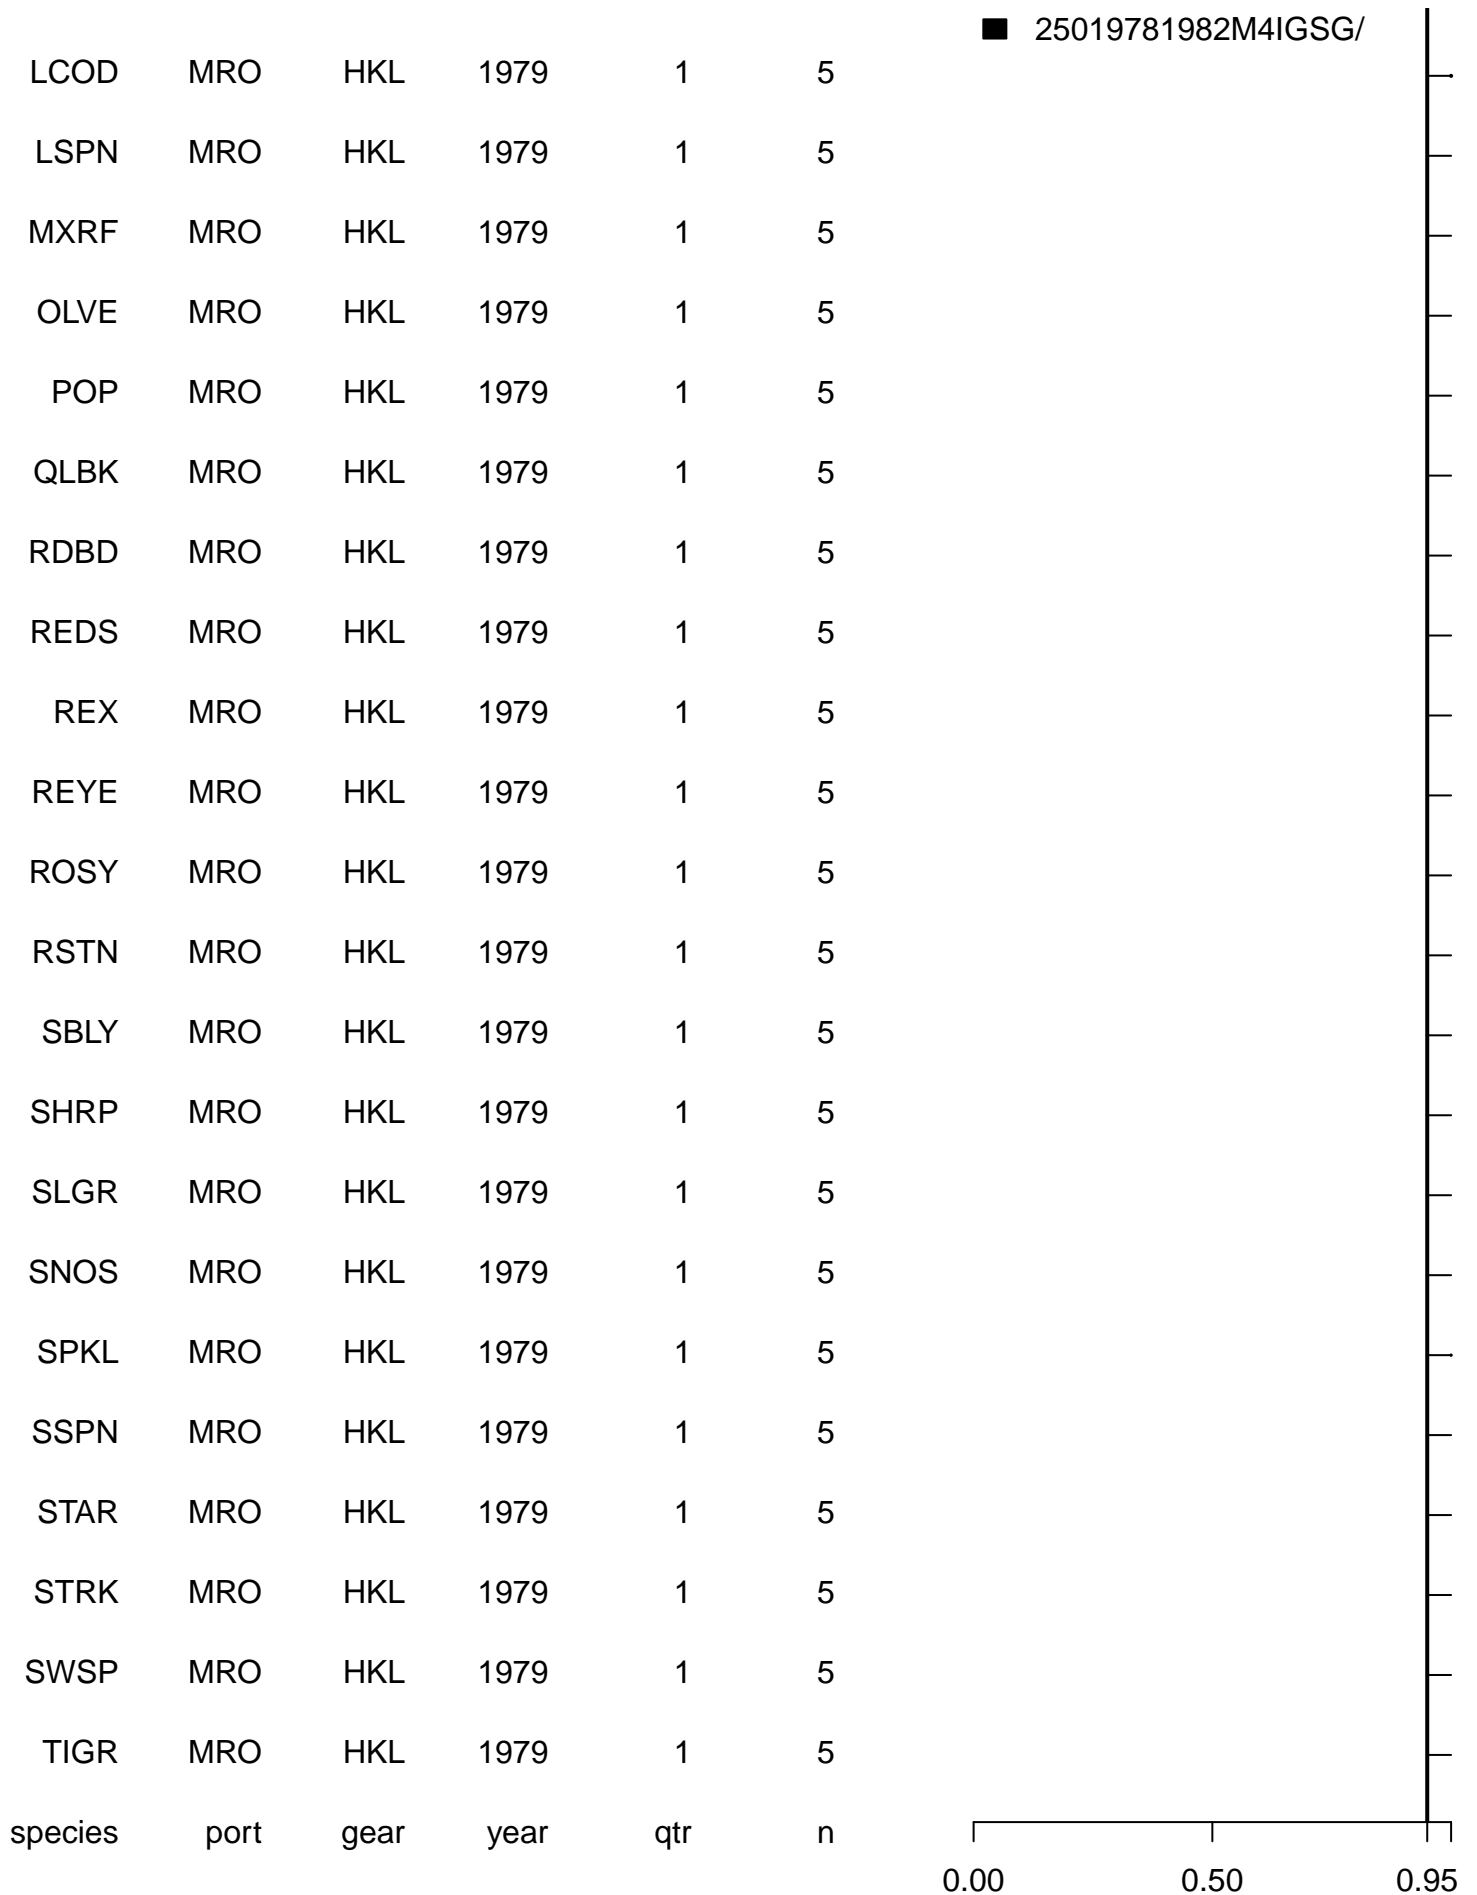 25019781982M4IGSG/
LCOD MRO HKL 1979 1 5
LSPN MRO HKL 1979 1 5
MXRF MRO HKL 1979 1 5
OLVE MRO HKL 1979 1 5
POP MRO HKL 1979 1 5
QLBK MRO HKL 1979 1 5
RDBD MRO HKL 1979 1 5
REDS MRO HKL 1979 1 5
REX MRO HKL 1979 1 5
REYE MRO HKL 1979 1 5
ROSY MRO HKL 1979 1 5
RSTN MRO HKL 1979 1 5
SBLY MRO HKL 1979 1 5
SHRP MRO HKL 1979 1 5
SLGR MRO HKL 1979 1 5
SNOS MRO HKL 1979 1 5
SPKL MRO HKL 1979 1 5
SSPN MRO HKL 1979 1 5
STAR MRO HKL 1979 1 5
STRK MRO HKL 1979 1 5
SWSP MRO HKL 1979 1 5
TIGR MRO HKL 1979 1 5
species port gear year qtr n
0.00 0.50 0.95